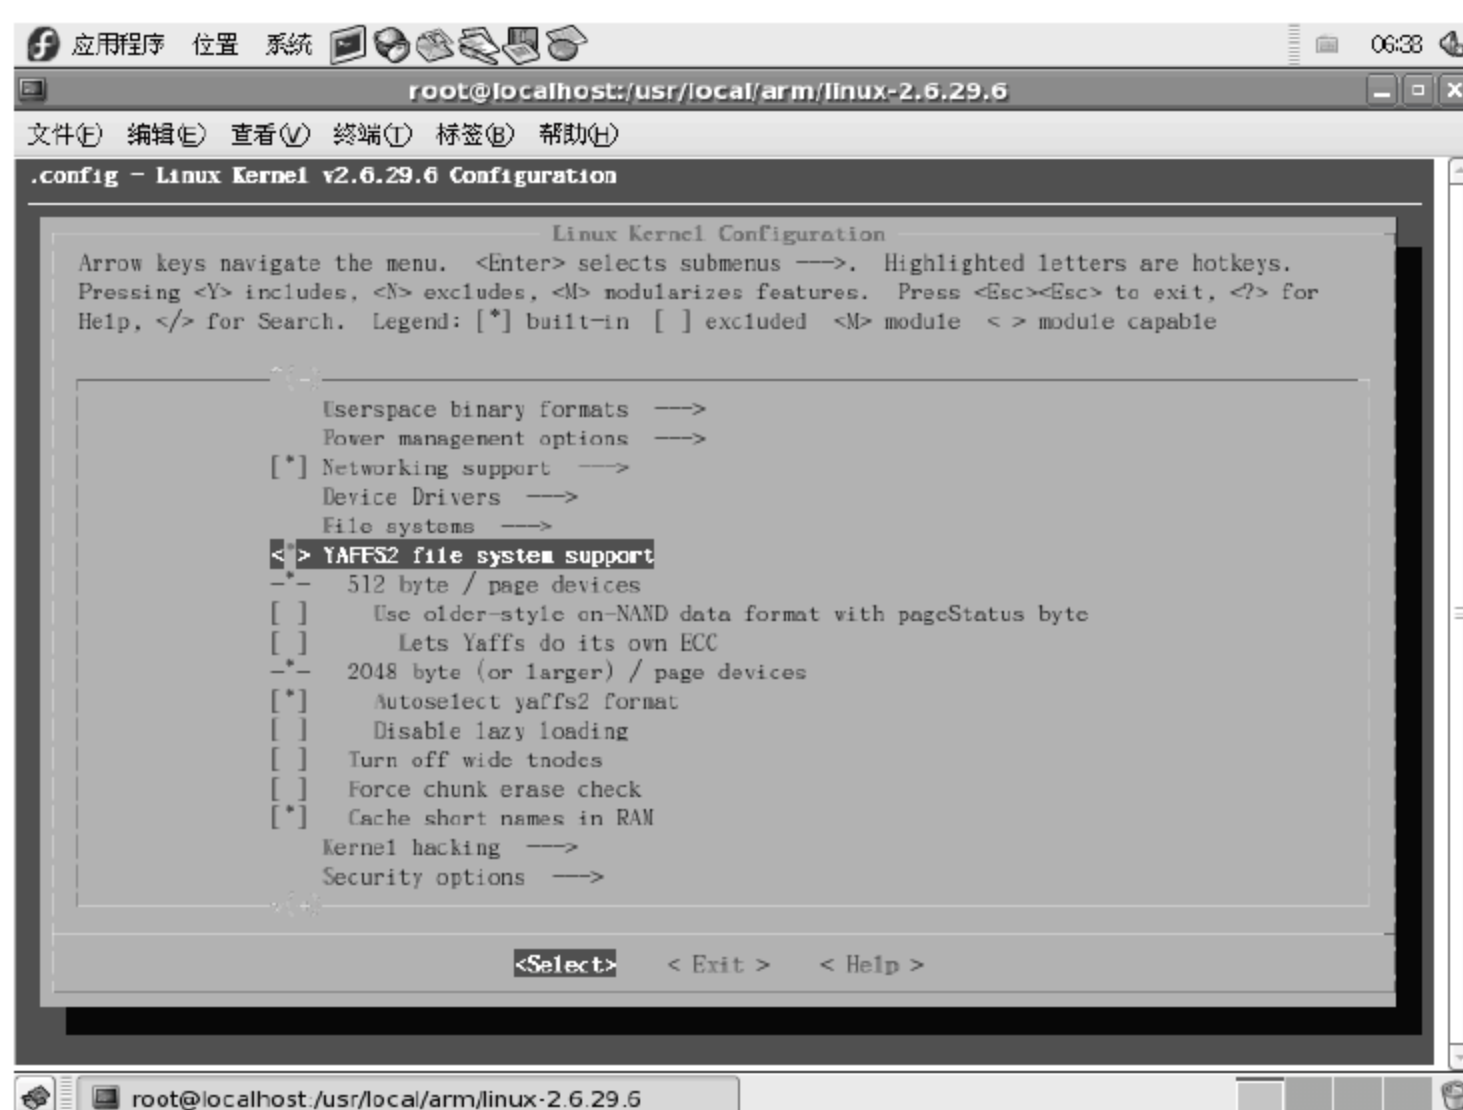 应用程序 位置 系统 06:38
root@localhost:/usr/local/arm/linux-2.6.29.6
文件(F) 编辑(E) 查看(V) 终端(T) 标签(B) 帮助(H)
.config - Linux Kernel v2.6.29.6 Configuration
Linux Kernel Configuration
Arrow keys navigate the menu. <Enter> selects submenus --->. Highlighted letters are hotkeys.
Pressing <Y> includes, <N> excludes, <M> modularizes features. Press <Esc><Esc> to exit, <?> for
Help, </> for Search. Legend: [*] built-in [ ] excluded <M> module < > module capable
^(-)
Userspace binary formats --->
Power management options --->
[*] Networking support --->
Device Drivers --->
File systems --->
<*> YAFFS2 file system support
-*- 512 byte / page devices
[ ] Use older-style on-NAND data format with pageStatus byte
[ ] Lets Yaffs do its own ECC
-*- 2048 byte (or larger) / page devices
[*] Autoselect yaffs2 format
[ ] Disable lazy loading
[ ] Turn off wide tnodes
[ ] Force chunk erase check
[*] Cache short names in RAM
Kernel hacking --->
Security options --->
v(+)
<Select> < Exit > < Help >
root@localhost:/usr/local/arm/linux-2.6.29.6